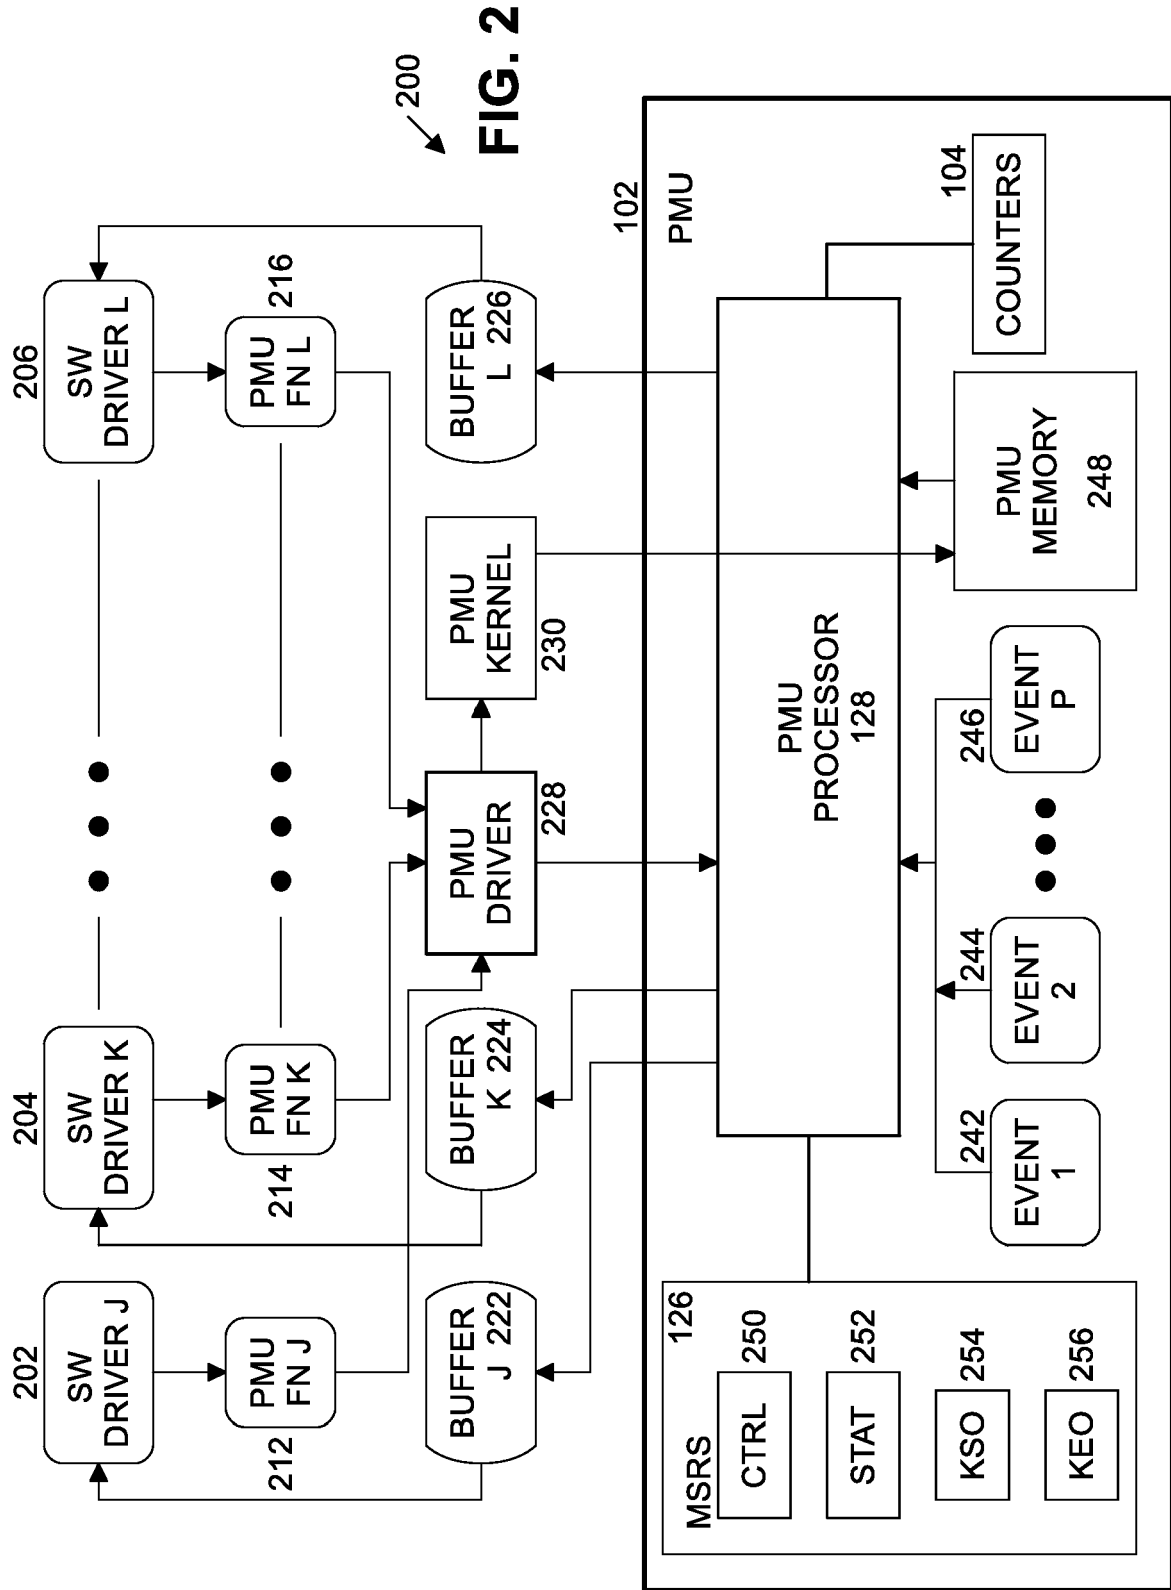 FIG. 2
200
202
SW
DRIVER J
204
SW
DRIVER K
206
SW
DRIVER L
212
PMU
FN J
214
PMU
FN K
216
PMU
FN L
BUFFER
J 222
BUFFER
K 224
PMU
DRIVER
228
PMU
KERNEL
230
BUFFER
L 226
102
PMU
126
MSRS
CTRL
250
STAT
252
KSO
254
KEO
256
PMU
PROCESSOR
128
242
EVENT
1
244
EVENT
2
246
EVENT
P
PMU
MEMORY
248
104
COUNTERS